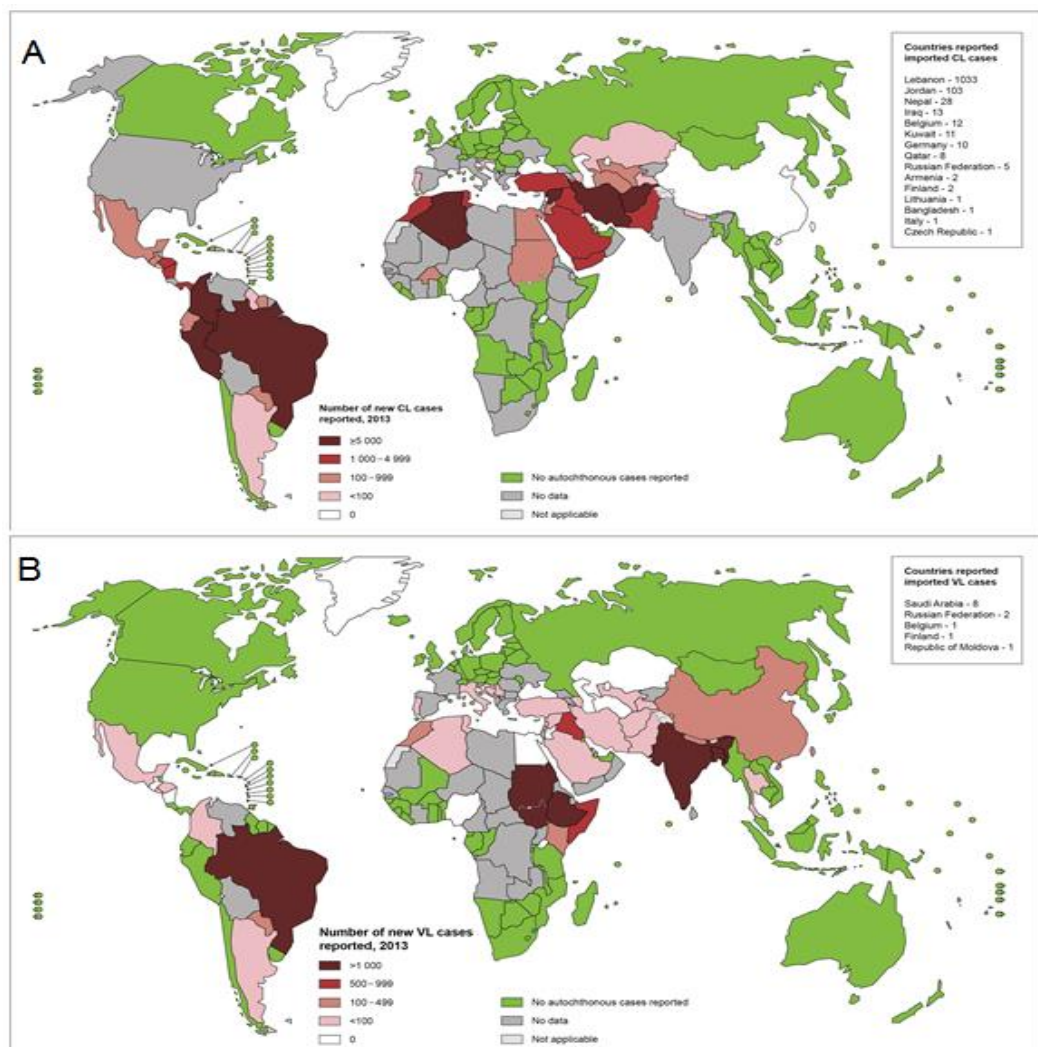 A
Countries reported
imported CL cases
Lebanon - 1033
Jordan - 103
Nepal - 28
Iraq - 13
Belgium - 12
Kuwait - 11
Germany - 10
Qatar - 8
Russian Federation - 5
Armenia - 2
Finland - 2
Lithuania - 1
Bangladesh - 1
Italy - 1
Czech Republic - 1
Number of new CL cases
reported, 2013
≥5 000
1 000-4 999
100-999
<100
0
No autochthonous cases reported
No data
Not applicable
B
Countries reported
imported VL cases
Saudi Arabia - 8
Russian Federation - 2
Belgium - 1
Finland - 1
Republic of Moldova - 1
Number of new VL cases
reported, 2013
>1 000
500-999
100-499
<100
0
No autochthonous cases reported
No data
Not applicable